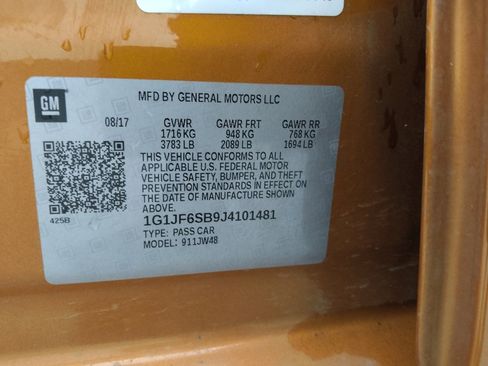 GM
MFD BY GENERAL MOTORS LLC
08/17 GVWR GAWR FRT GAWR RR
1716 KG 948 KG 768 KG
3783 LB 2089 LB 1694 LB
THIS VEHICLE CONFORMS TO ALL
APPLICABLE U.S. FEDERAL MOTOR
VEHICLE SAFETY, BUMPER, AND THEFT
PREVENTION STANDARDS IN EFFECT ON
THE DATE OF MANUFACTURE SHOWN
ABOVE.
425B
1G1JF6SB9J4101481
TYPE: PASS CAR
MODEL: 911JW48